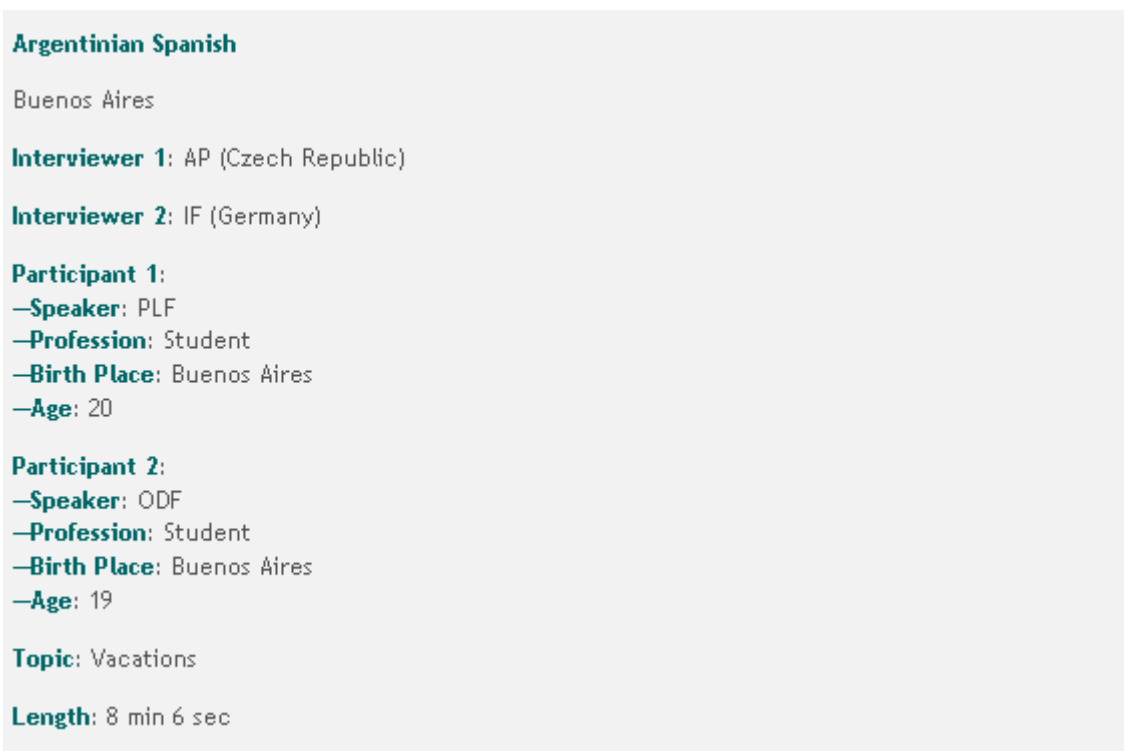 Argentinian Spanish
Buenos Aires
Interviewer 1: AP (Czech Republic)
Interviewer 2: IF (Germany)
Participant 1:
—Speaker: PLF
—Profession: Student
—Birth Place: Buenos Aires
—Age: 20
Participant 2:
—Speaker: ODF
—Profession: Student
—Birth Place: Buenos Aires
—Age: 19
Topic: Vacations
Length: 8 min 6 sec